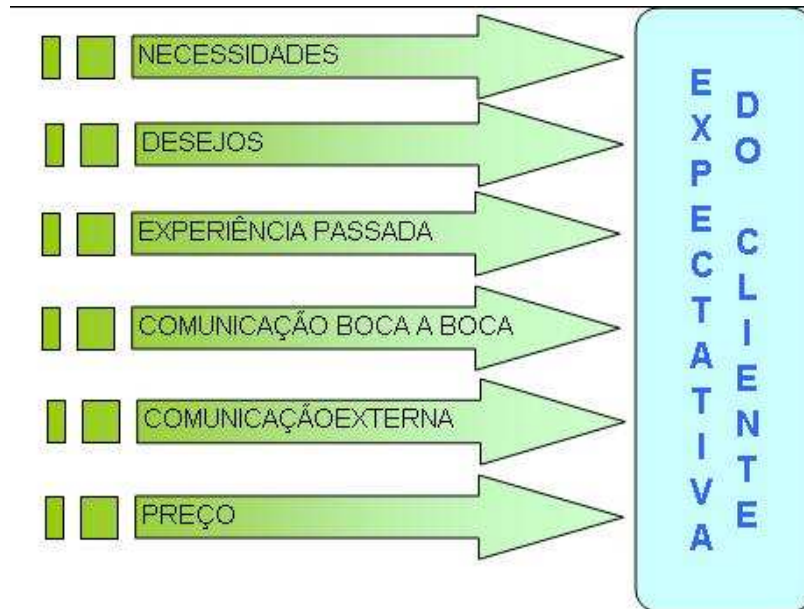 NECESSIDADES
DESEJOS
EXPERIÊNCIA PASSADA
COMUNICAÇÃO BOCA A BOCA
COMUNICAÇÃOEXTERNA
PREÇO
EXPECTATIVA
DO CLIENTE